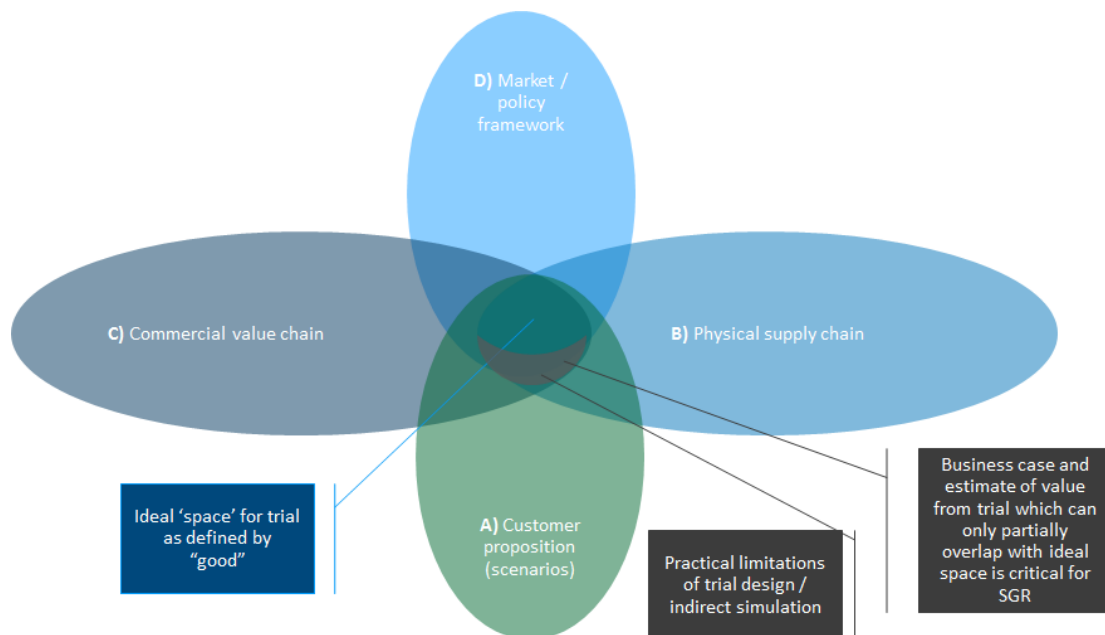 D) Market /
policy
framework
C) Commercial value chain
B) Physical supply chain
A) Customer
proposition
(scenarios)
Ideal ‘space’ for trial
as defined by
“good”
Practical limitations
of trial design /
indirect simulation
Business case and
estimate of value
from trial which can
only partially
overlap with ideal
space is critical for
SGR